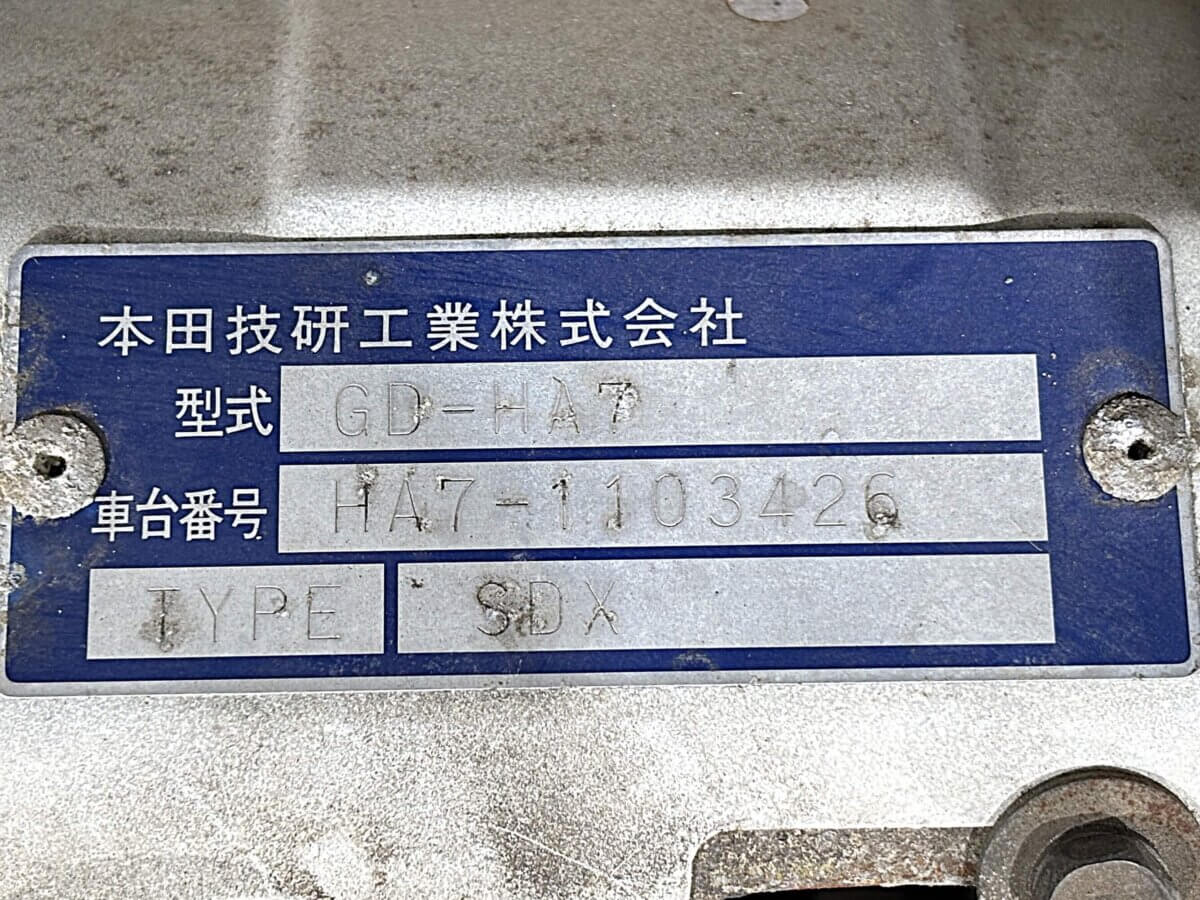 本田技研工業株式会社
型式 GD-HA7
車台番号 HA7-1103426
TYPE SDX